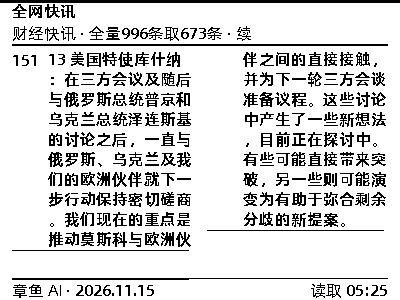 全网快讯
财经快讯 · 全量996条取673条 · 续
151 13 美国特使库什纳
：在三方会议及随后
与俄罗斯总统普京和
乌克兰总统泽连斯基
的讨论之后，一直与
俄罗斯、乌克兰及我
们的欧洲伙伴就下一
步行动保持密切磋商
。我们现在的重点是
推动莫斯科与欧洲伙
伴之间的直接接触，
并为下一轮三方会谈
准备议程。这些讨论
中产生了一些新想法
，目前正在探讨中。
有些可能直接带来突
破，另一些则可能演
变为有助于弥合剩余
分歧的新提案。
章鱼 AI · 2026.11.15
读取 05:25